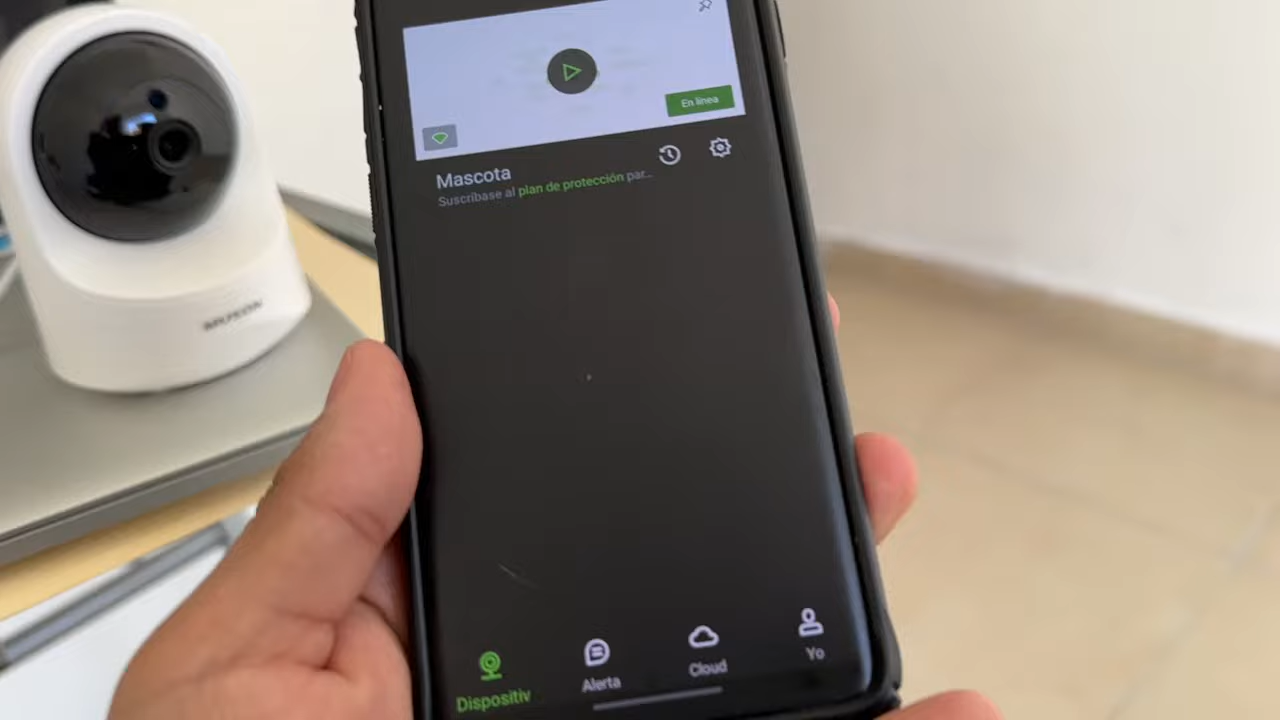 En línea
Mascota
Suscríbase al plan de protección par...
Dispositiv
Alerta
Cloud
Yo